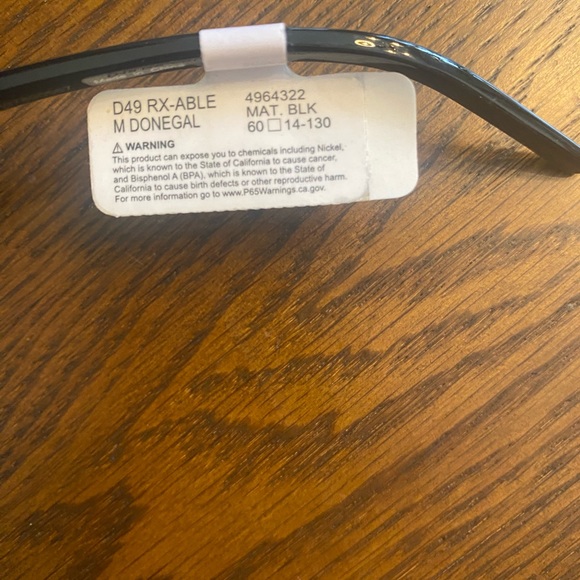 D49 RX-ABLE
M DONEGAL
4964322
MAT. BLK
60□14-130
⚠ WARNING
This product can expose you to chemicals including Nickel,
which is known to the State of California to cause cancer,
and Bisphenol A (BPA), which is known to the State of
California to cause birth defects or other reproductive harm.
For more information go to www.P65Warnings.ca.gov.